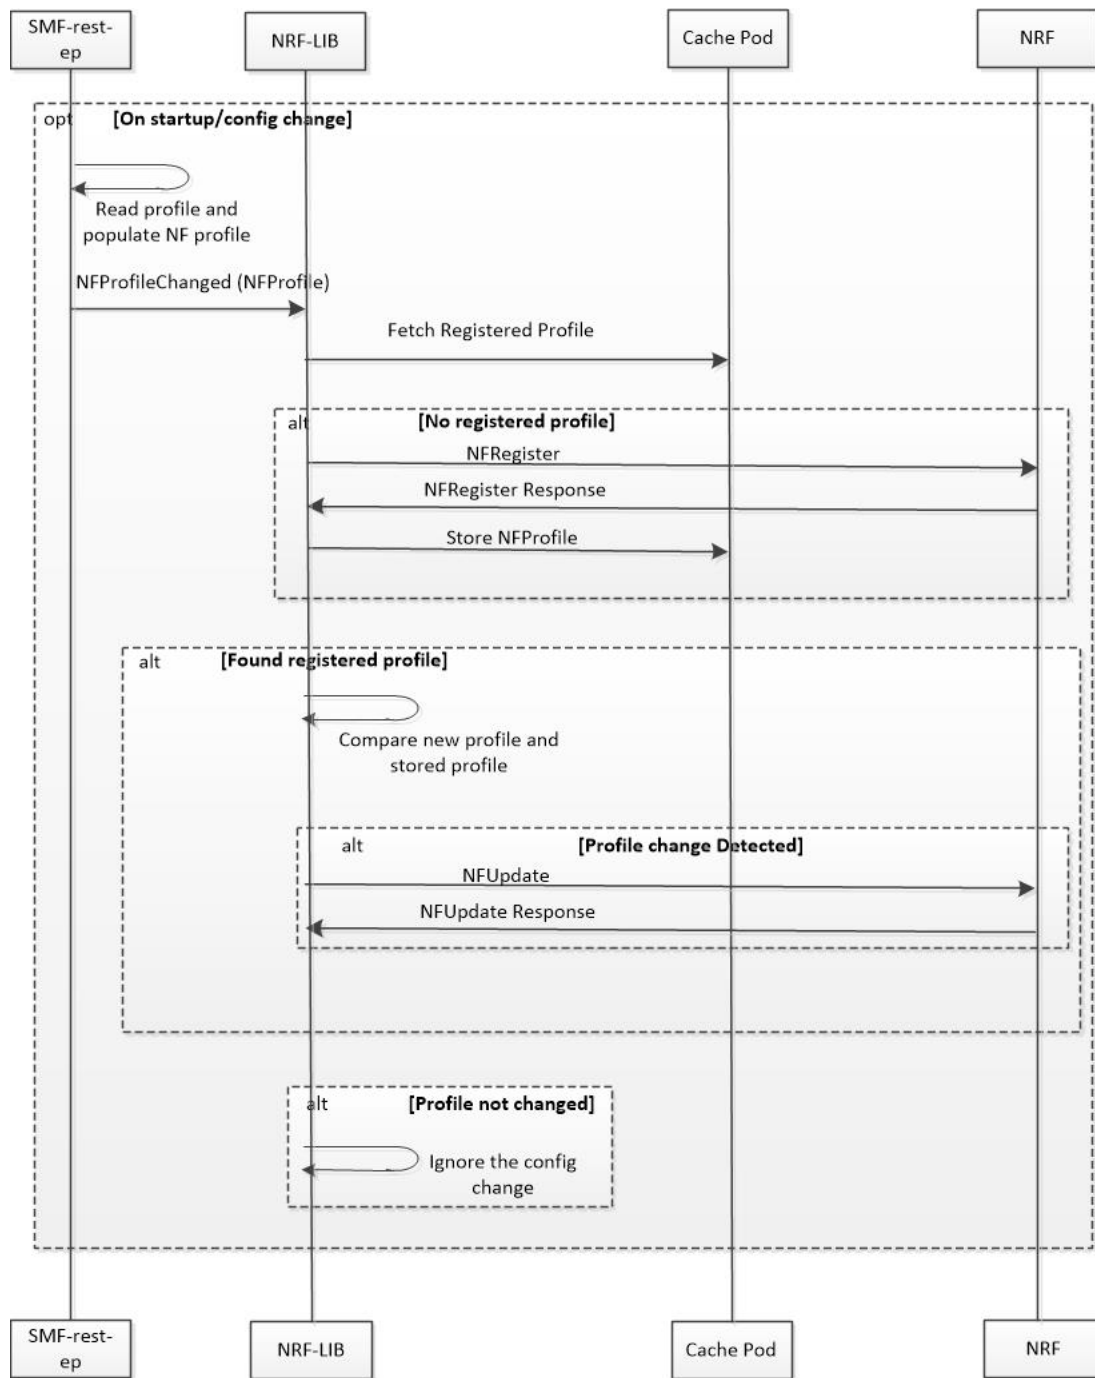 SMF-rest-
ep
NRF-LIB
Cache Pod
NRF
opt [On startup/config change]
Read profile and
populate NF profile
NFProfileChanged (NFProfile)
Fetch Registered Profile
alt [No registered profile]
NFRegister
NFRegister Response
Store NFProfile
alt [Found registered profile]
Compare new profile and
stored profile
alt [Profile change Detected]
NFUpdate
NFUpdate Response
alt [Profile not changed]
Ignore the config
change
SMF-rest-
ep
NRF-LIB
Cache Pod
NRF